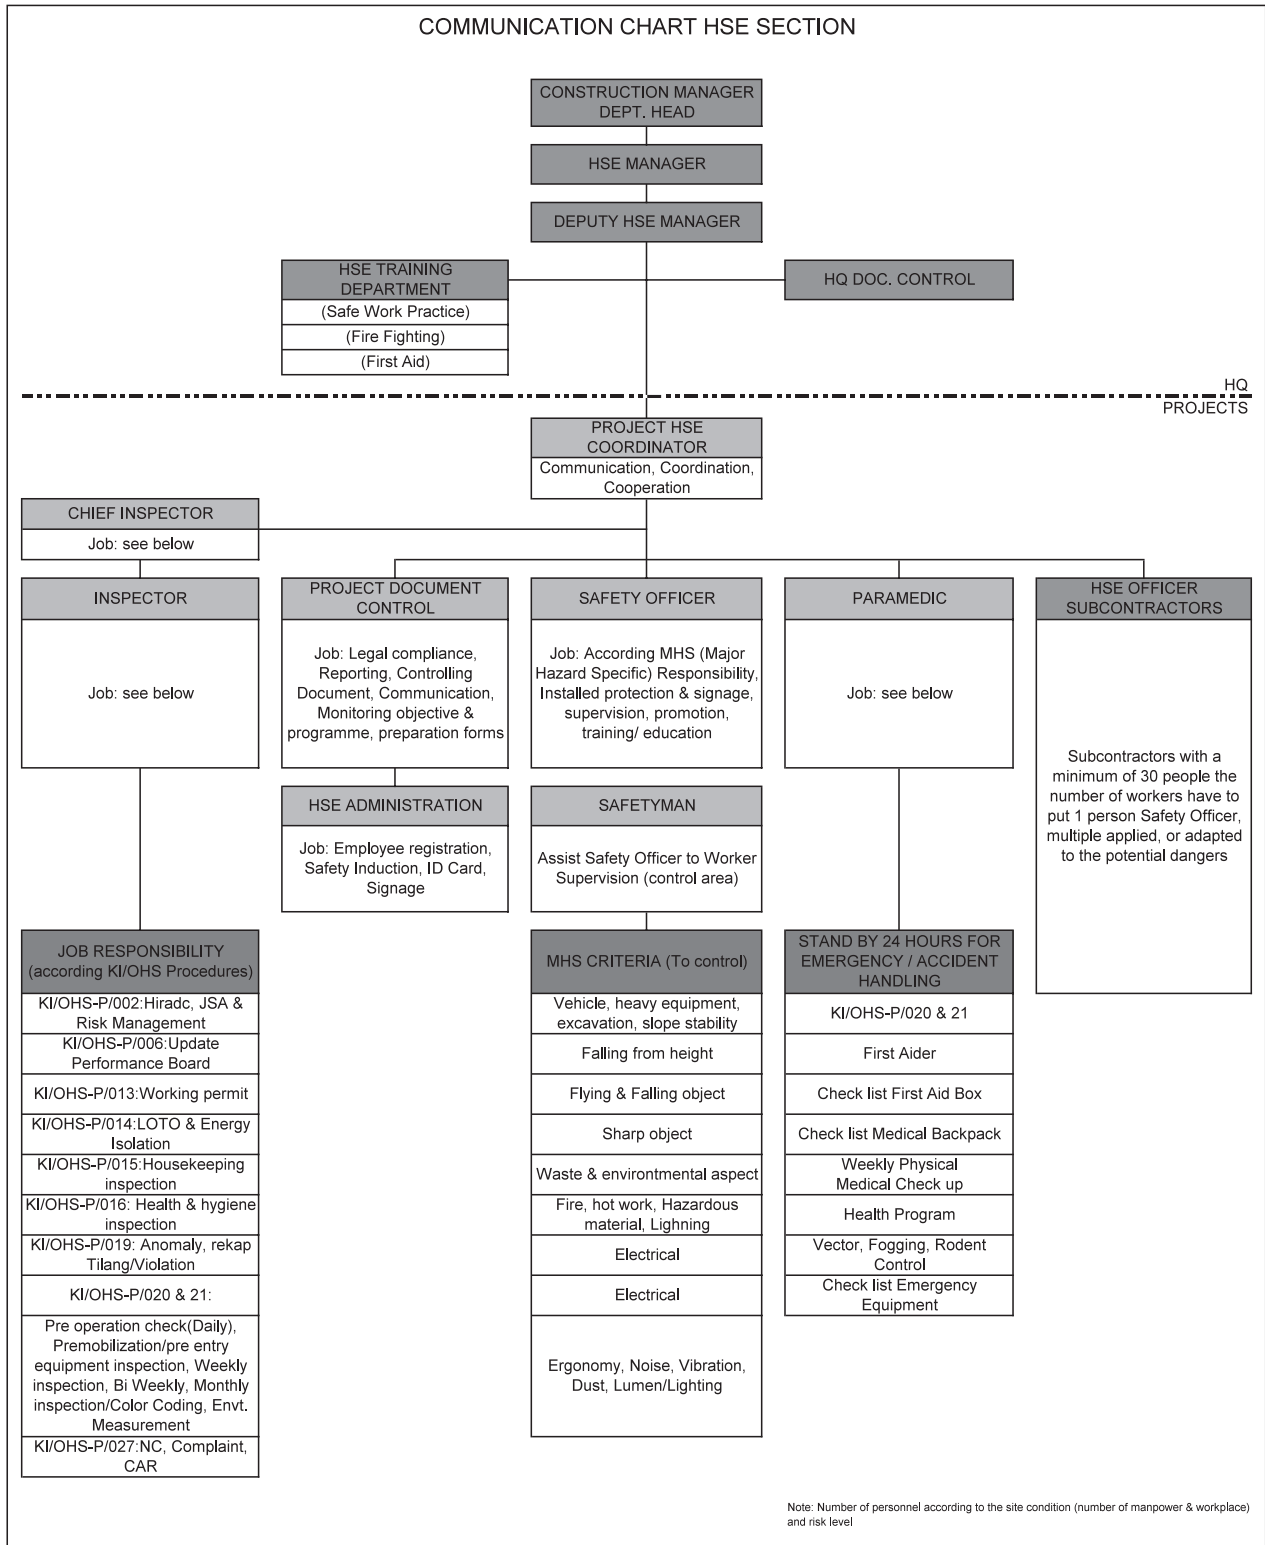 COMMUNICATION CHART HSE SECTION
CONSTRUCTION MANAGER
DEPT. HEAD
HSE MANAGER
DEPUTY HSE MANAGER
HSE TRAINING
DEPARTMENT
(Safe Work Practice)
(Fire Fighting)
(First Aid)
HQ DOC. CONTROL
HQ
PROJECTS
PROJECT HSE
COORDINATOR
Communication, Coordination,
Cooperation
CHIEF INSPECTOR
Job: see below
INSPECTOR
Job: see below
PROJECT DOCUMENT
CONTROL
Job: Legal compliance,
Reporting, Controlling
Document, Communication,
Monitoring objective &
programme, preparation forms
HSE ADMINISTRATION
Job: Employee registration,
Safety Induction, ID Card,
Signage
SAFETY OFFICER
Job: According MHS (Major
Hazard Specific) Responsibility,
Installed protection & signage,
supervision, promotion,
training/ education
SAFETYMAN
Assist Safety Officer to Worker
Supervision (control area)
PARAMEDIC
Job: see below
HSE OFFICER
SUBCONTRACTORS
Subcontractors with a
minimum of 30 people the
number of workers have to
put 1 person Safety Officer,
multiple applied, or adapted
to the potential dangers
JOB RESPONSIBILITY
(according KI/OHS Procedures)
KI/OHS-P/002:Hiradc, JSA &
Risk Management
KI/OHS-P/006:Update
Performance Board
KI/OHS-P/013:Working permit
KI/OHS-P/014:LOTO & Energy
Isolation
KI/OHS-P/015:Housekeeping
inspection
KI/OHS-P/016: Health & hygiene
inspection
KI/OHS-P/019: Anomaly, rekap
Tilang/Violation
KI/OHS-P/020 & 21:
Pre operation check(Daily),
Premobilization/pre entry
equipment inspection, Weekly
inspection, Bi Weekly, Monthly
inspection/Color Coding, Envt.
Measurement
KI/OHS-P/027:NC, Complaint,
CAR
MHS CRITERIA (To control)
Vehicle, heavy equipment,
excavation, slope stability
Falling from height
Flying & Falling object
Sharp object
Waste & environtmental aspect
Fire, hot work, Hazardous
material, Lighning
Electrical
Electrical
Ergonomy, Noise, Vibration,
Dust, Lumen/Lighting
STAND BY 24 HOURS FOR
EMERGENCY / ACCIDENT
HANDLING
KI/OHS-P/020 & 21
First Aider
Check list First Aid Box
Check list Medical Backpack
Weekly Physical
Medical Check up
Health Program
Vector, Fogging, Rodent
Control
Check list Emergency
Equipment
Note: Number of personnel according to the site condition (number of manpower & workplace)
and risk level